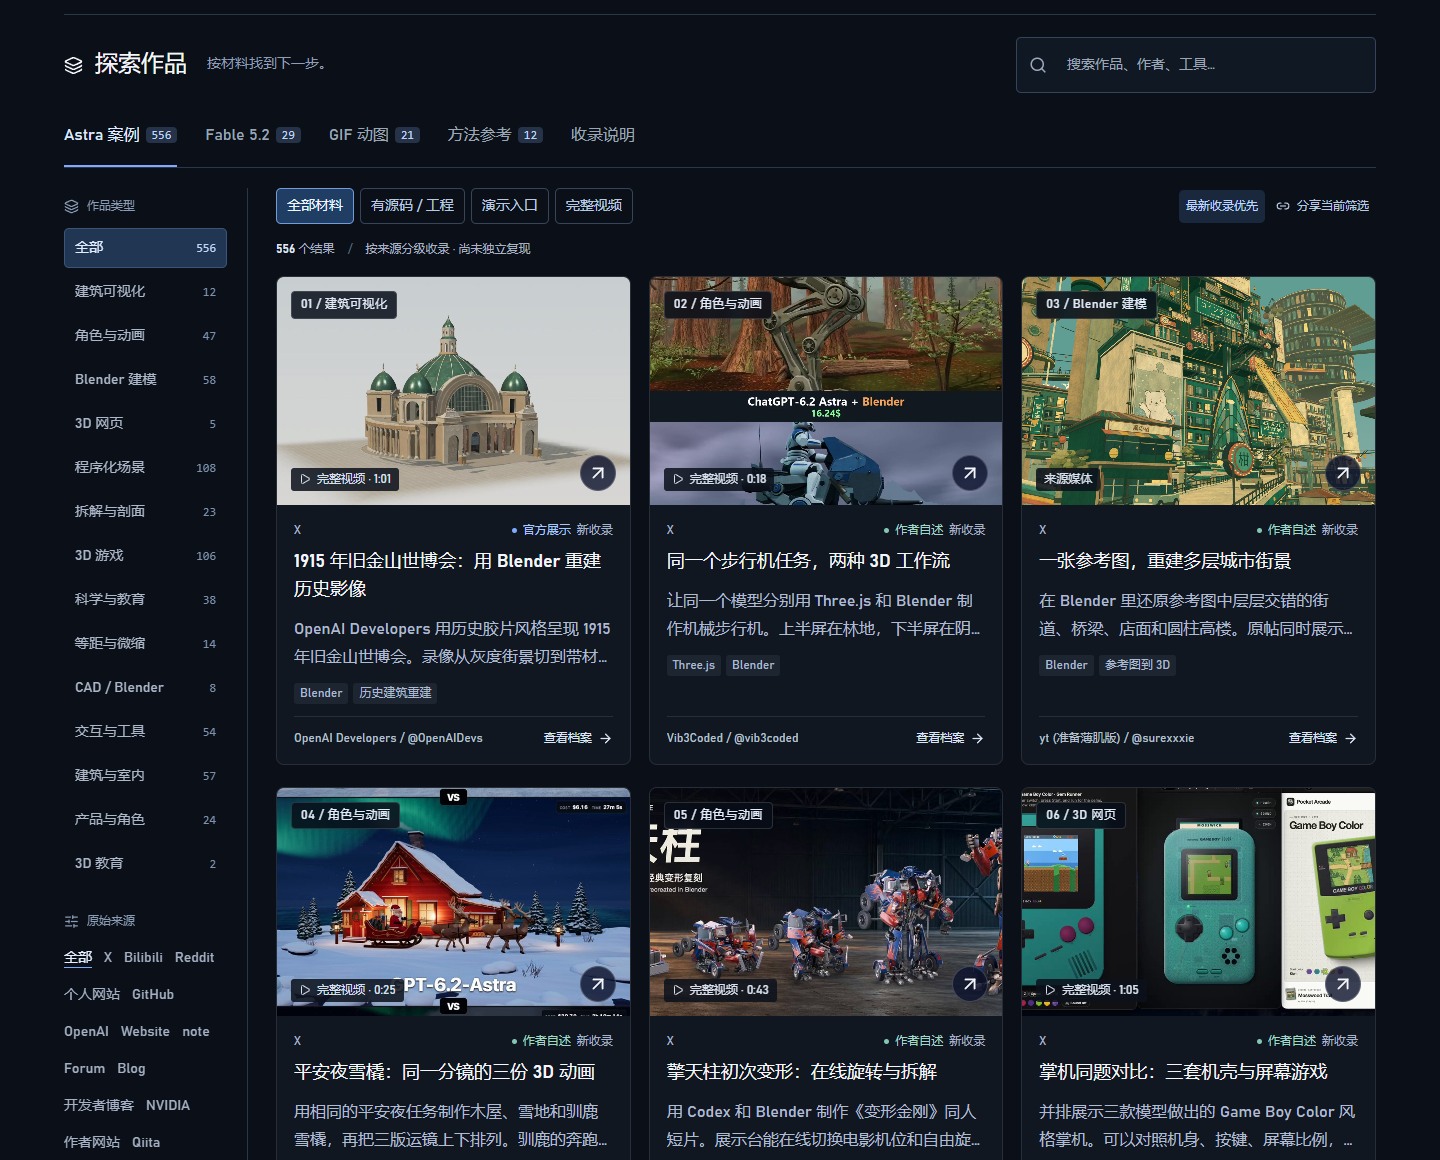 探索作品
按材料找到下一步。
搜索作品、作者、工具...
Astra 案例 556
Fable 5.2 29
GIF 动图 21
方法参考 12
收录说明
作品类型
全部 556
建筑可视化 12
角色与动画 47
Blender 建模 58
3D 网页 5
程序化场景 108
拆解与剖面 23
3D 游戏 106
科学与教育 38
等距与微缩 14
CAD / Blender 8
交互与工具 54
建筑与室内 57
产品与角色 24
3D 教育 2
原始来源
全部 X Bilibili Reddit
个人网站 GitHub
OpenAI Website note
Forum Blog
开发者博客 NVIDIA
作者网站 Qiita
全部材料
有源码 / 工程
演示入口
完整视频
最新收录优先
分享当前筛选
556 个结果 / 按来源分级收录 · 尚未独立复现
01 / 建筑可视化
完整视频 · 1:01
X
官方展示 新收录
1915 年旧金山世博会：用 Blender 重建
历史影像
OpenAI Developers 用历史胶片风格呈现 1915
年旧金山世博会。录像从灰度街景切到带材...
Blender
历史建筑重建
OpenAI Developers / @OpenAIDevs
查看档案
02 / 角色与动画
ChatGPT-6.2 Astra + Blender
16.24$
完整视频 · 0:18
X
作者自述 新收录
同一个步行机任务，两种 3D 工作流
让同一个模型分别用 Three.js 和 Blender 制
作机械步行机。上半屏在林地，下半屏在阴...
Three.js
Blender
Vib3Coded / @vib3coded
查看档案
03 / Blender 建模
来源媒体
X
作者自述 新收录
一张参考图，重建多层城市街景
在 Blender 里还原参考图中层层交错的街
道、桥梁、店面和圆柱高楼。原帖同时展示...
Blender
参考图到 3D
yt (准备薄肌版) / @surexxxie
查看档案
04 / 角色与动画
VS
COST $6.16 TIME 27m 5s
GPT-6.2-Astra
完整视频 · 0:25
VS
X
作者自述 新收录
平安夜雪橇：同一分镜的三份 3D 动画
用相同的平安夜任务制作木屋、雪地和驯鹿
雪橇，再把三版运镜上下排列。驯鹿的奔跑...
05 / 角色与动画
天柱
经典变形复刻
recreated in Blender
完整视频 · 0:43
X
作者自述 新收录
擎天柱初次变形：在线旋转与拆解
用 Codex 和 Blender 制作《变形金刚》同人
短片。展示台能在线切换电影机位和自由旋...
06 / 3D 网页
Pocket Arcade
Game Boy Color
GAME BOY COLOR
完整视频 · 1:05
X
作者自述 新收录
掌机同题对比：三套机壳与屏幕游戏
并排展示三款模型做出的 Game Boy Color 风
格掌机。可以对照机身、按键、屏幕比例，...